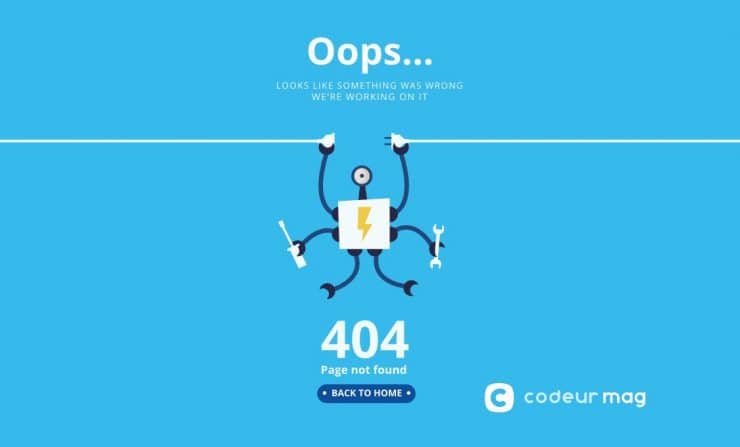 Oops...
LOOKS LIKE SOMETHING WAS WRONG
WE'RE WORKING ON IT
404
Page not found
• BACK TO HOME •
codeur mag